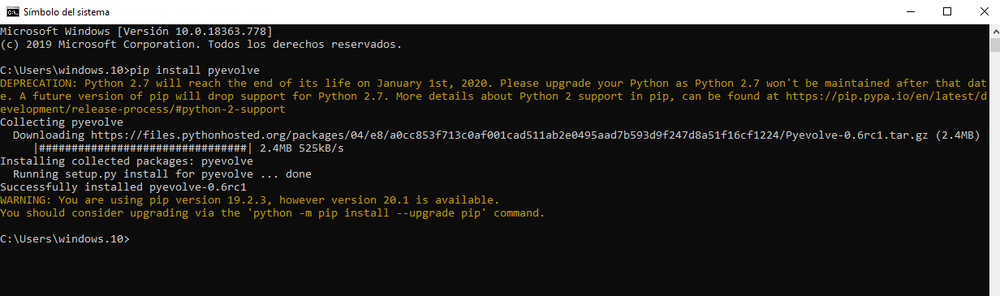 Símbolo del sistema
Microsoft Windows [Versión 10.0.18363.778]
(c) 2019 Microsoft Corporation. Todos los derechos reservados.
C:\Users\windows.10>pip install pyevolve
DEPRECATION: Python 2.7 will reach the end of its life on January 1st, 2020. Please upgrade your Python as Python 2.7 won't be maintained after that dat
e. A future version of pip will drop support for Python 2.7. More details about Python 2 support in pip, can be found at https://pip.pypa.io/en/latest/d
evelopment/release-process/#python-2-support
Collecting pyevolve
  Downloading https://files.pythonhosted.org/packages/04/e8/a0cc853f713c0af001cad511ab2e0495aad7b593d9f247d8a51f16cf1224/Pyevolve-0.6rc1.tar.gz (2.4MB)
     |################################| 2.4MB 525kB/s
Installing collected packages: pyevolve
  Running setup.py install for pyevolve ... done
Successfully installed pyevolve-0.6rc1
WARNING: You are using pip version 19.2.3, however version 20.1 is available.
You should consider upgrading via the 'python -m pip install --upgrade pip' command.
C:\Users\windows.10>